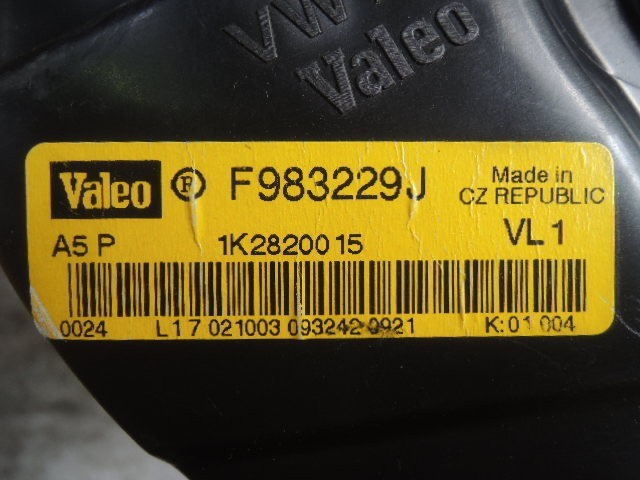 VW
Valeo
Valeo ® F983229J Made in
CZ REPUBLIC
A5 P 1K2820015 VL1
0024 L17 021003 093242 0921 K:01 004